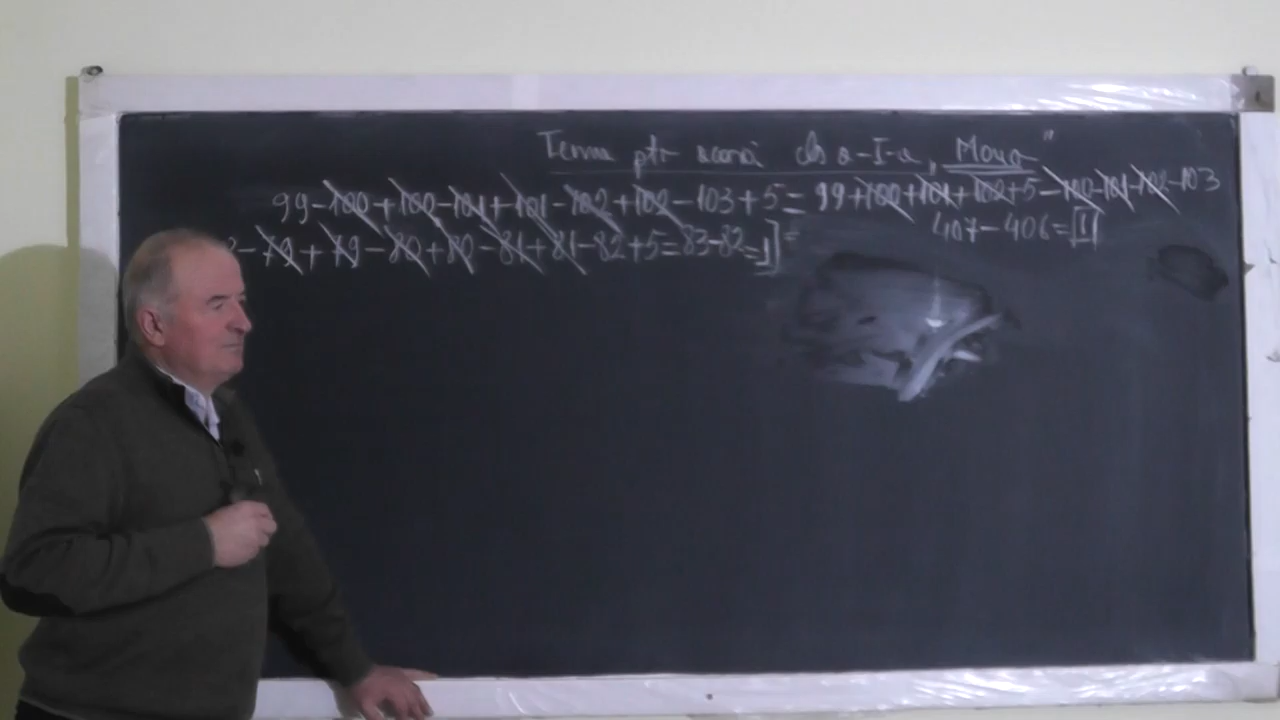 Tema ptr acasă cls a-I-a, Moua"
99-100+100-101+101-102+102-103+5=99+100+101+102+5-100-101-102-103
407-406=1
-79+79-80+80-81+81-82+5=83-82=1]=